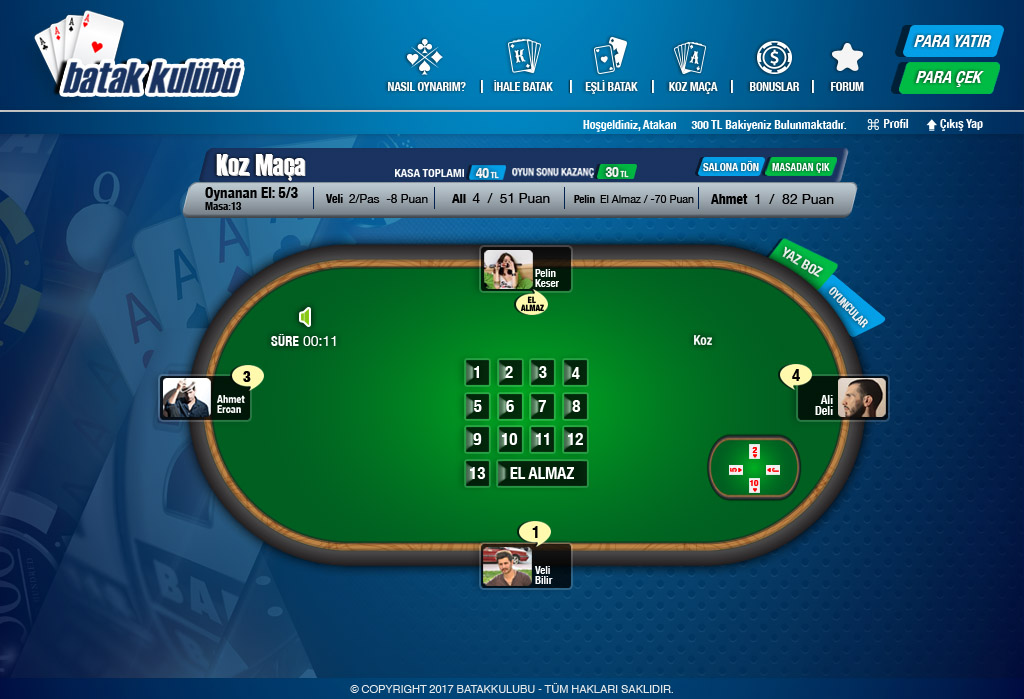 batak kulübü
NASIL OYNARIM?
İHALE BATAK
EŞLİ BATAK
KOZ MAÇA
BONUSLAR
FORUM
PARA YATIR
PARA ÇEK
Hoşgeldiniz, Atakan 300 TL Bakiyeniz Bulunmaktadır. Profil Çıkış Yap
Koz Maça
KASA TOPLAMI 40 TL OYUN SONU KAZANÇ 30 TL
SALONA DÖN
MASADAN ÇIK
Oynanan El: 5/3
Masa:13
Veli 2/Pas -8 Puan
Ali 4 / 51 Puan
Pelin El Almaz / -70 Puan
Ahmet 1 / 82 Puan
YAZ BOZ
OYUNCULAR
Pelin
Keser
EL
ALMAZ
SÜRE 00:11
Koz
3
Ahmet
Ercan
4
Ali
Deli
1 2 3 4
5 6 7 8
9 10 11 12
13 EL ALMAZ
2
5
10
1
Veli
Bilir
© COPYRIGHT 2017 BATAKKULUBU - TÜM HAKLARI SAKLIDIR.